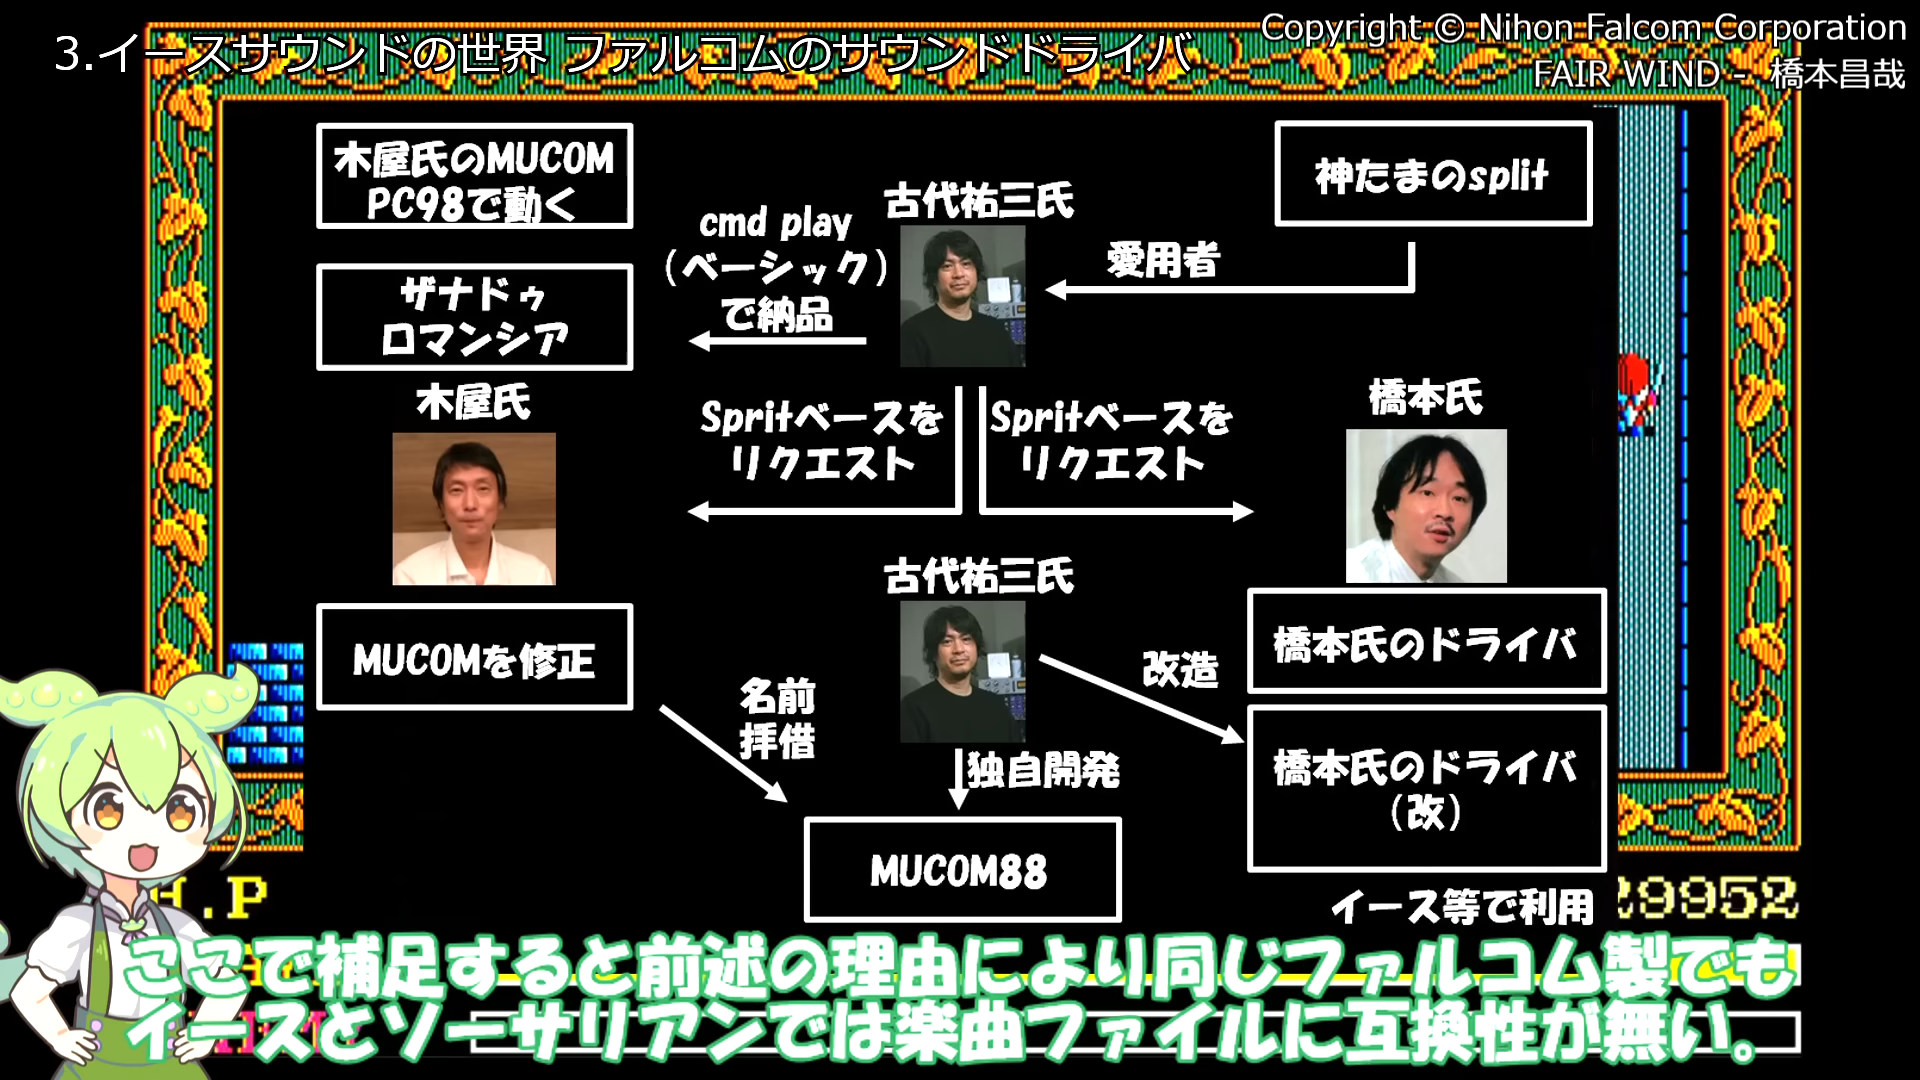 3.イースサウンドの世界 ファルコムのサウンドドライバ
Copyright © Nihon Falcom Corporation
FAIR WIND - 橋本昌哉
木屋氏のMUCOM
PC98で動く
ザナドゥ
ロマンシア
木屋氏
MUCOMを修正
cmd play
(ベーシック)
で納品
古代祐三氏
愛用者
神たまのsplit
Spritベースを
リクエスト
Spritベースを
リクエスト
橋本氏
古代祐三氏
橋本氏のドライバ
改造
橋本氏のドライバ
(改)
イース等で利用
名前
拝借
独自開発
MUCOM88
H.P
29952
ここで補足すると前述の理由により同じファルコム製でも
イースとソーサリアンでは楽曲ファイルに互換性が無い。